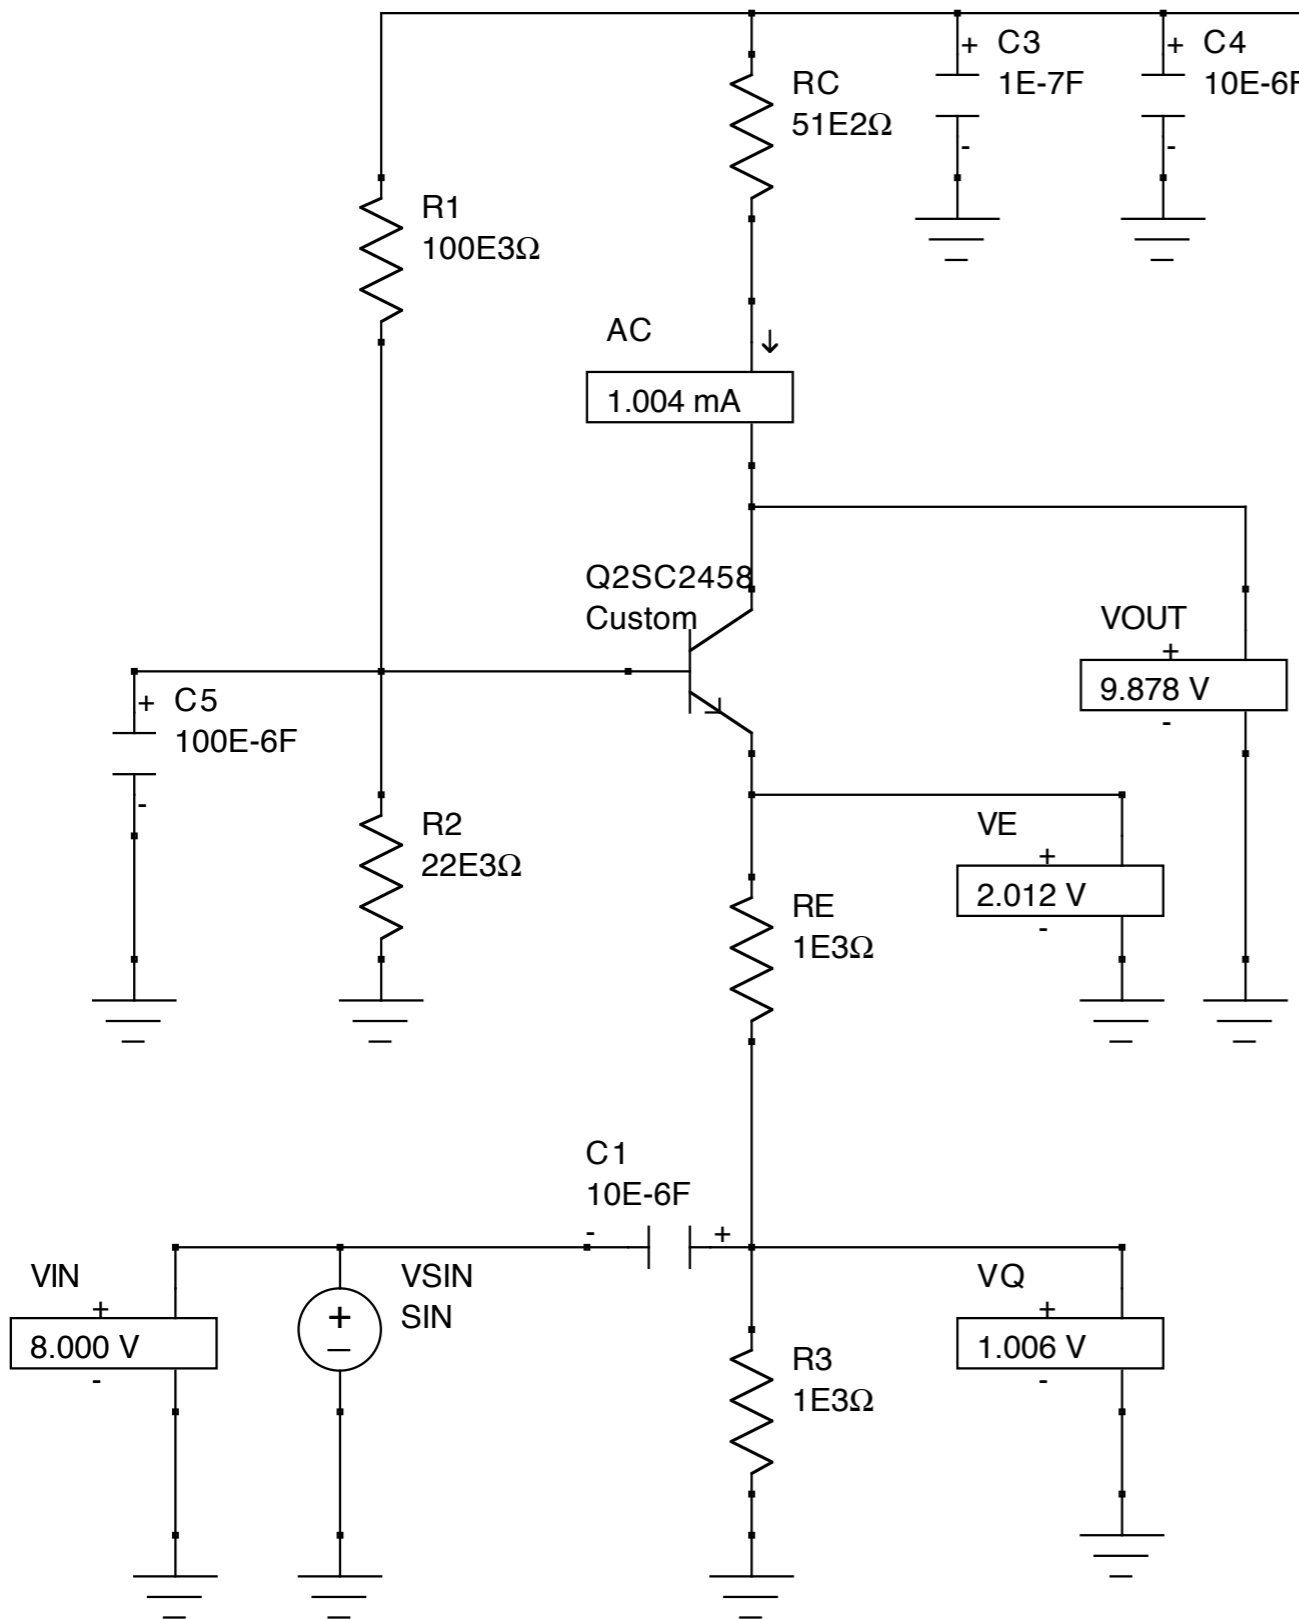 + C3
1E-7F
+ C4
10E-6F
-
-
RC
51E2Ω
R1
100E3Ω
AC
↓
1.004 mA
Q2SC2458
Custom
VOUT
+
9.878 V
-
+ C5
100E-6F
-
R2
22E3Ω
VE
+
2.012 V
-
RE
1E3Ω
C1
10E-6F
-
+
VIN
+
8.000 V
-
VSIN
SIN
+
–
VQ
+
1.006 V
-
R3
1E3Ω